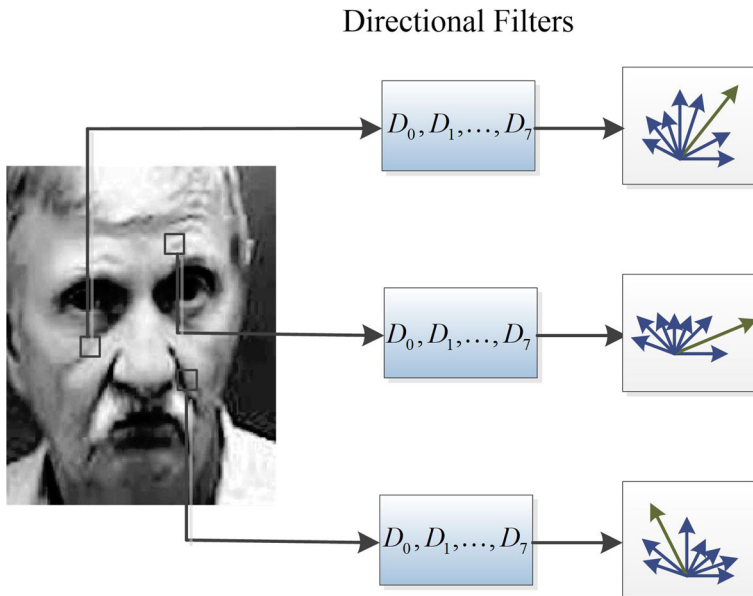 Directional Filters
D₀, D₁, ..., D₇
D₀, D₁, ..., D₇
D₀, D₁, ..., D₇